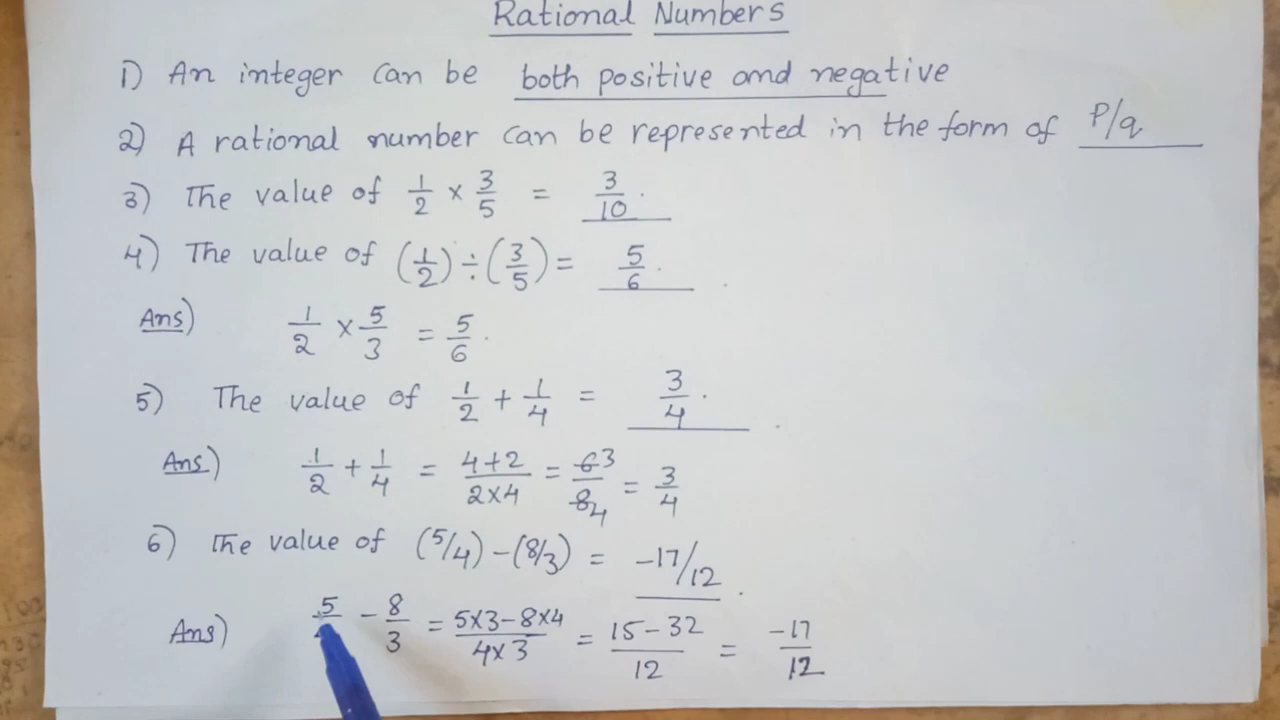 Rational Numbers
1) An integer can be both positive and negative
2) A rational number can be represented in the form of P/q
3) The value of 1/2 × 3/5 = 3/10.
4) The value of (1/2) ÷ (3/5) = 5/6.
Ans) 1/2 × 5/3 = 5/6.
5) The value of 1/2 + 1/4 = 3/4.
Ans) 1/2 + 1/4 = 4+2/2×4 = 6 3/8 4 = 3/4
6) The value of (5/4) - (8/3) = -17/12.
Ans) 5 - 8/3 = 5×3-8×4/4×3 = 15-32/12 = -17/12